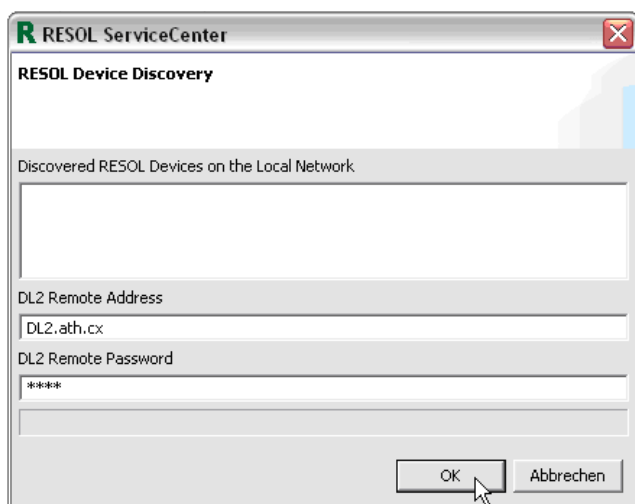 R RESOL ServiceCenter
RESOL Device Discovery
Discovered RESOL Devices on the Local Network
DL2 Remote Address
DL2.ath.cx
DL2 Remote Password
****
OK Abbrechen